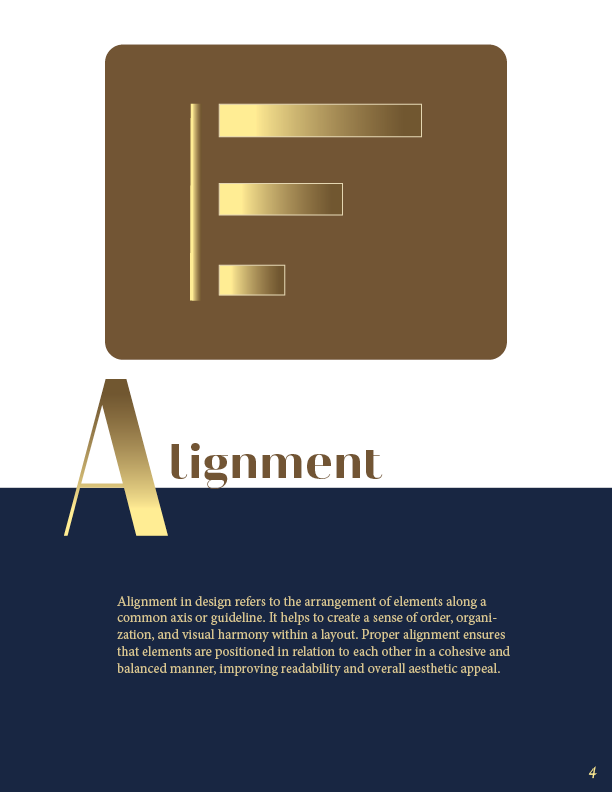 Alignment
Alignment in design refers to the arrangement of elements along a
common axis or guideline. It helps to create a sense of order, organi-
zation, and visual harmony within a layout. Proper alignment ensures
that elements are positioned in relation to each other in a cohesive and
balanced manner, improving readability and overall aesthetic appeal.
4